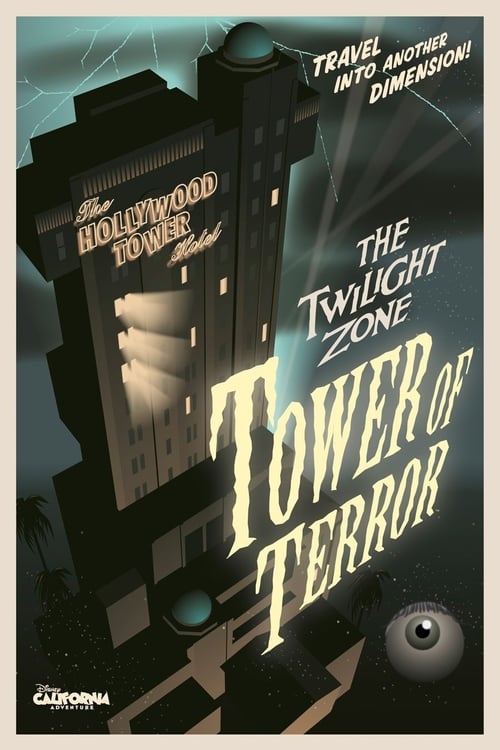 TRAVEL
INTO ANOTHER
DIMENSION!
The
HOLLYWOOD
TOWER
Hotel
THE
TWILIGHT
ZONE
TOWER OF
TERROR
Disney
CALIFORNIA
ADVENTURE